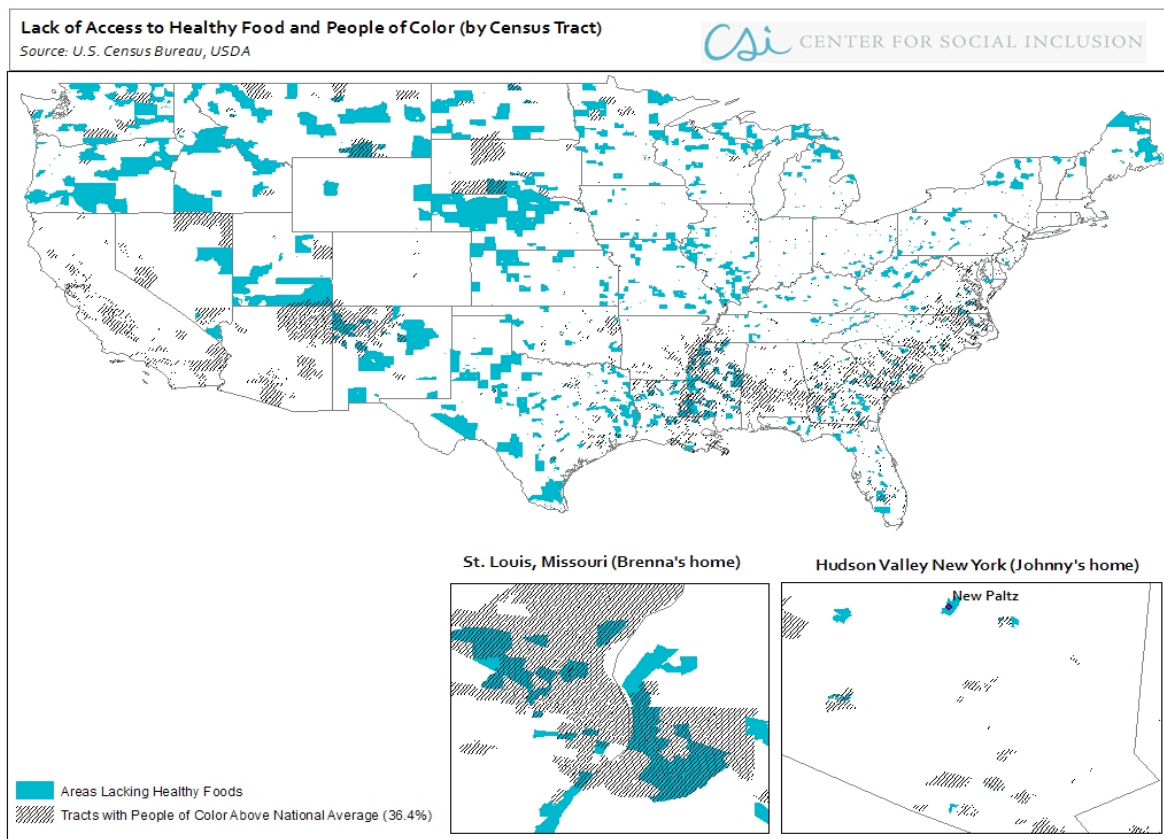 Lack of Access to Healthy Food and People of Color (by Census Tract)
Source: U.S. Census Bureau, USDA
CSi CENTER FOR SOCIAL INCLUSION
St. Louis, Missouri (Brenna's home)
Hudson Valley New York (Johnny's home)
New Paltz
Areas Lacking Healthy Foods
Tracts with People of Color Above National Average (36.4%)